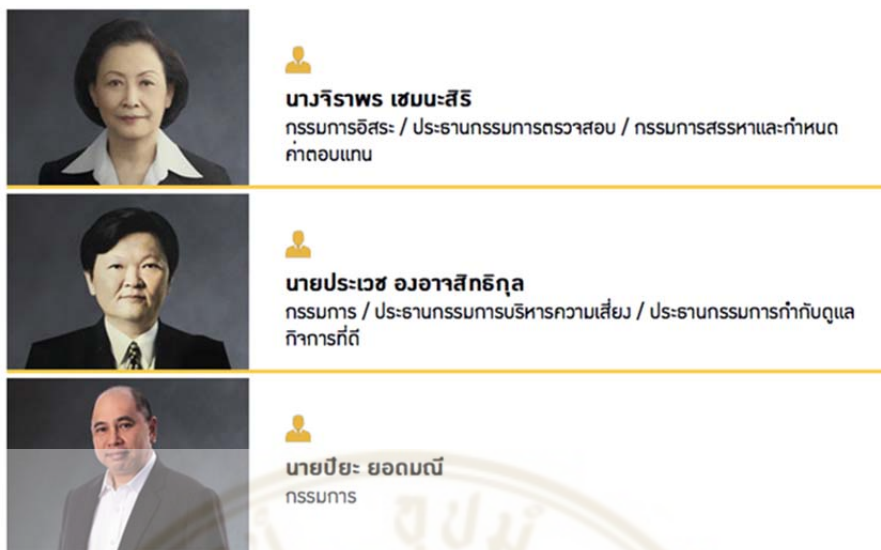 นางจิราพร เชมนะสิริ
กรรมการอิสระ / ประธานกรรมการตรวจสอบ / กรรมการสรรหาและกำหนด
ค่าตอบแทน
นายประเวช องอาจสิทธิกุล
กรรมการ / ประธานกรรมการบริหารความเสี่ยง / ประธานกรรมการกำกับดูแล
กิจการที่ดี
นายปิยะ ยอดมณี
กรรมการ